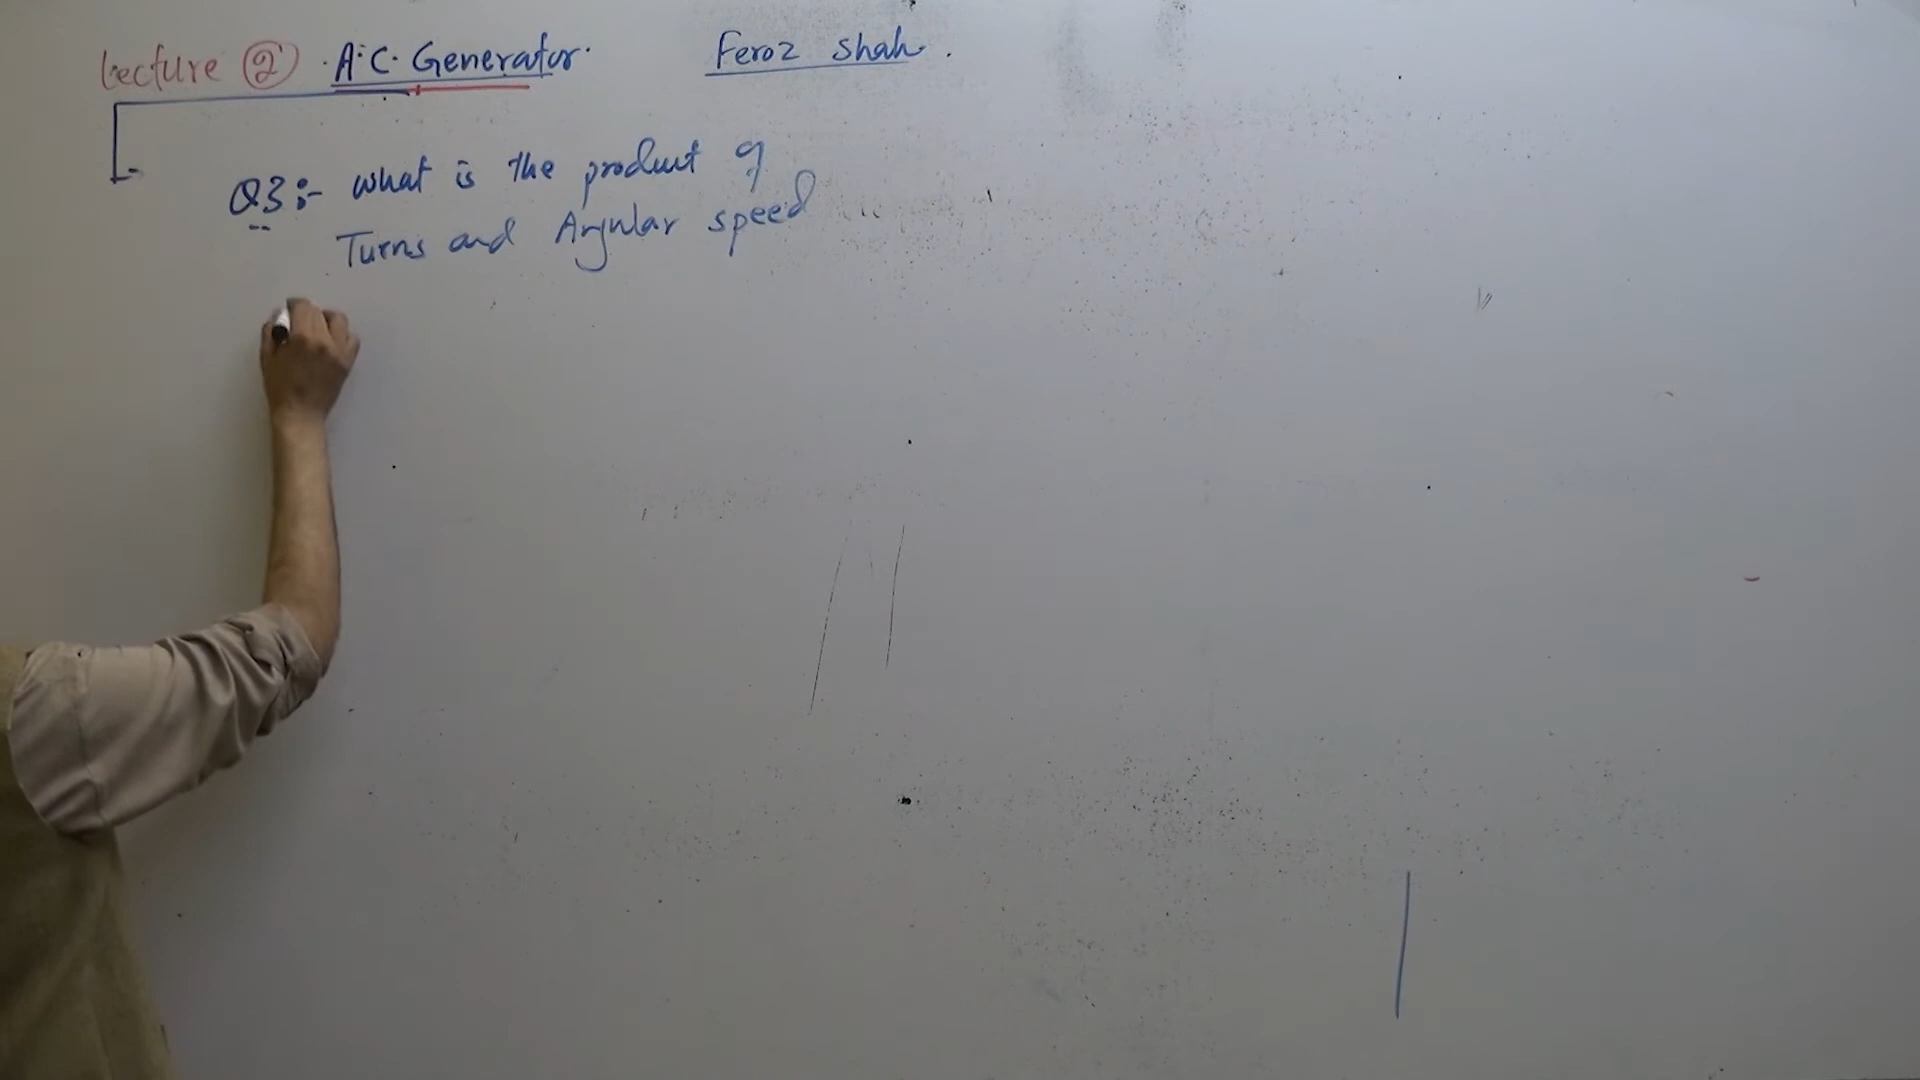 Lecture ② A.C. Generator. Feroz Shah.
Q3:- what is the product of
Turns and Angular speed